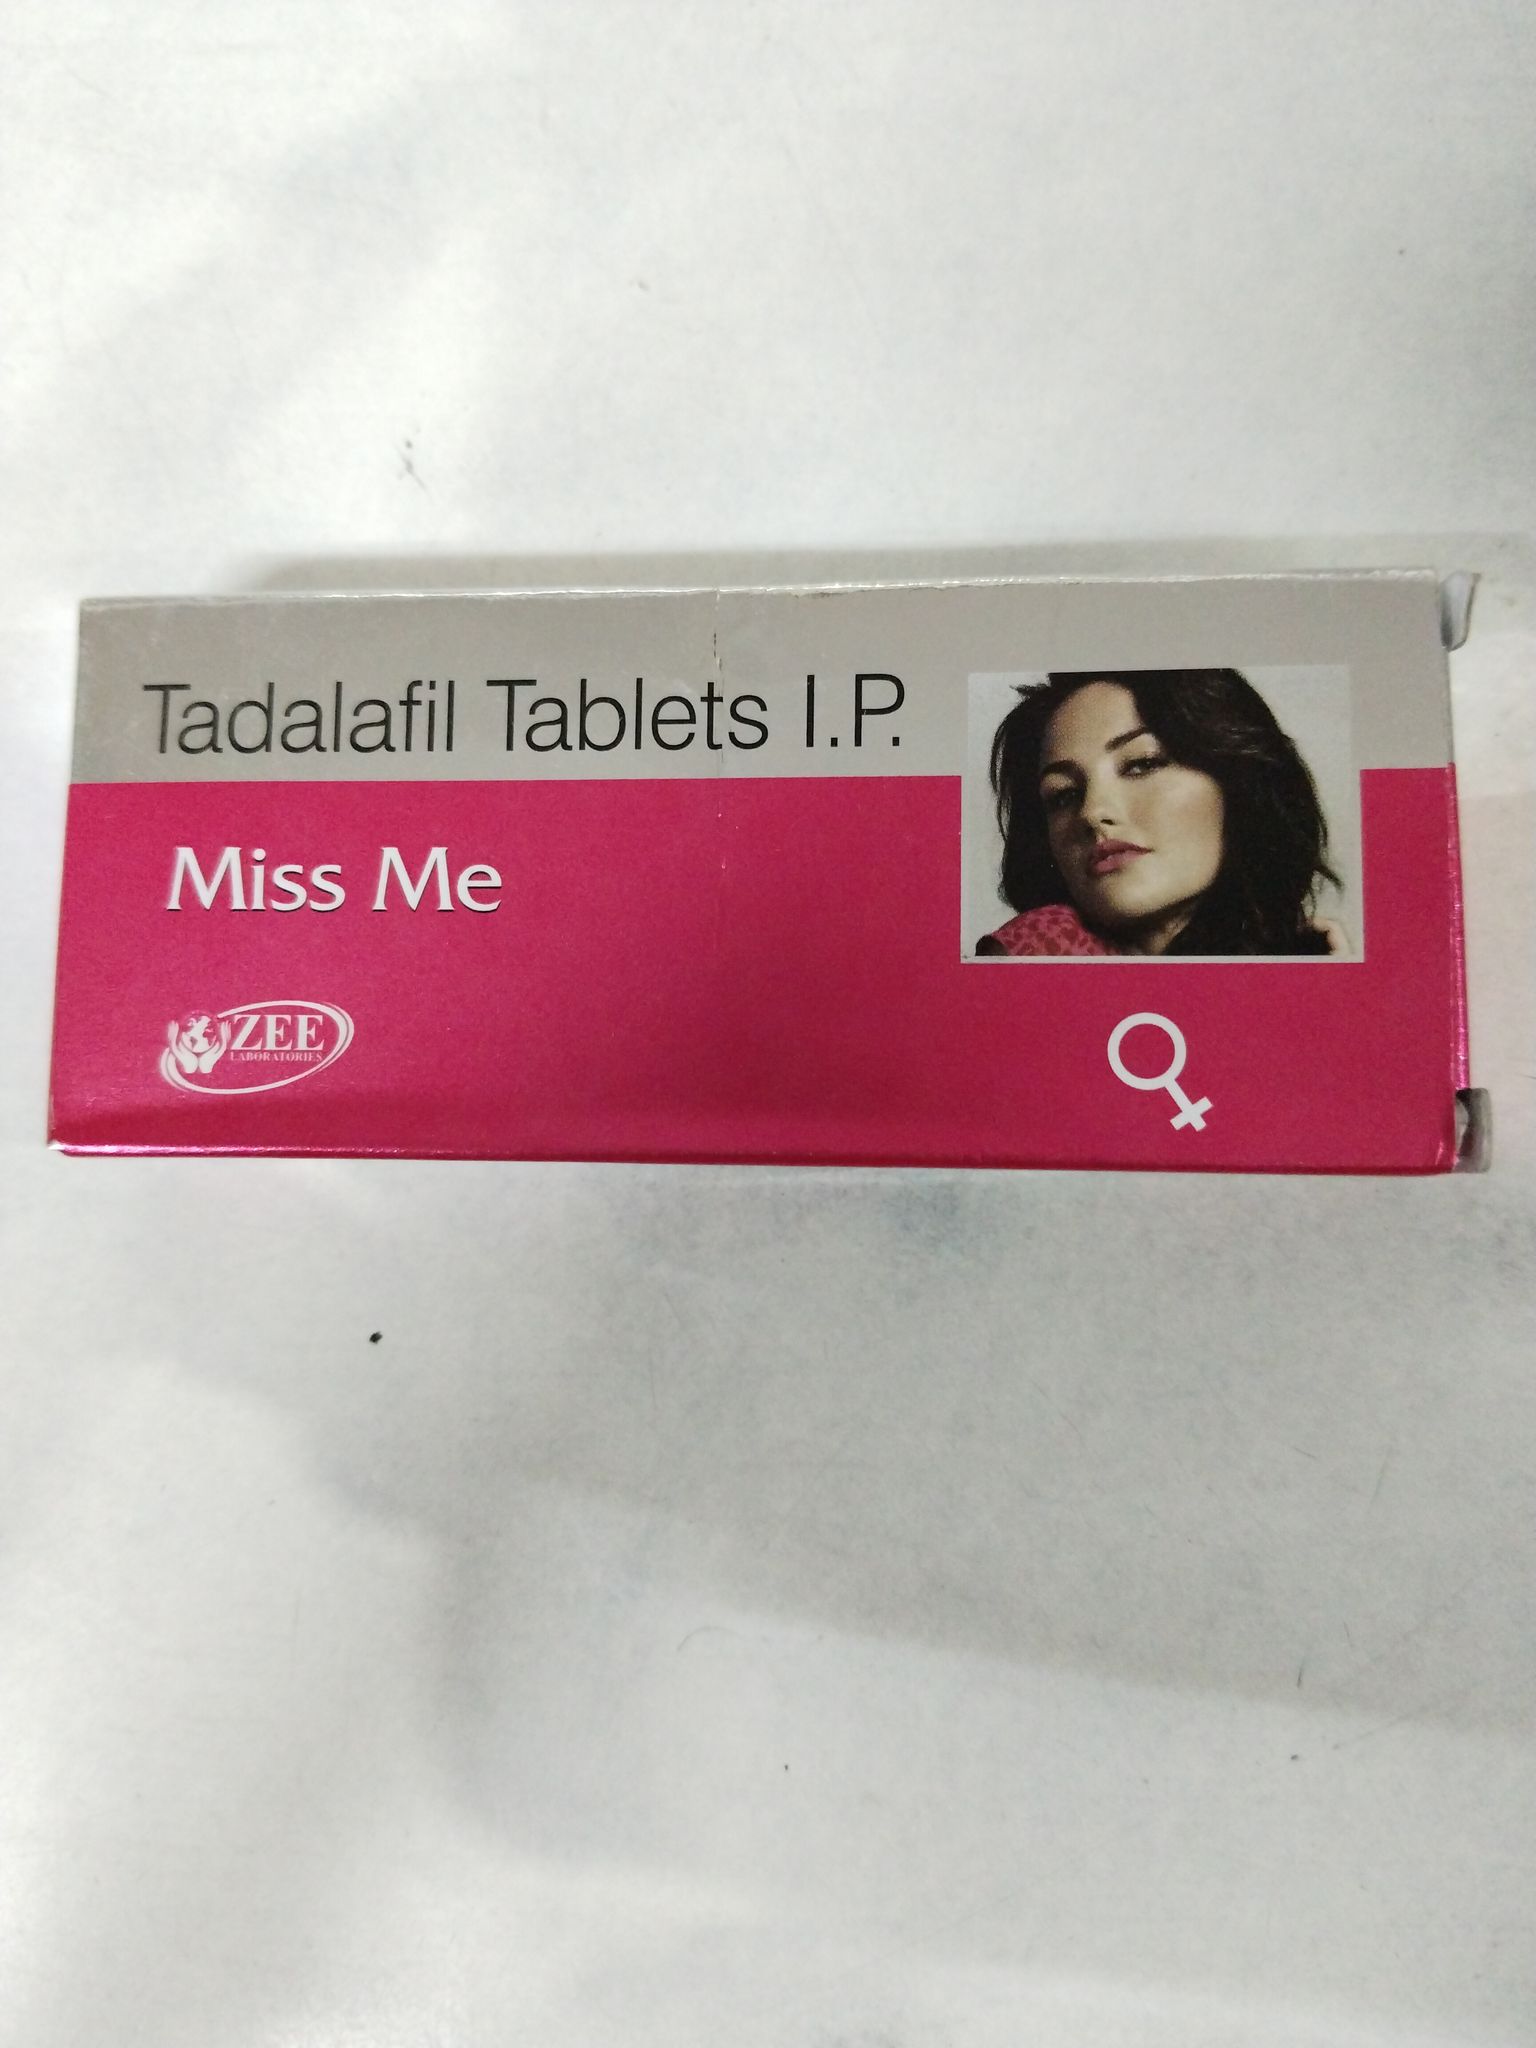 Tadalafil Tablets I.P.
Miss Me
ZEE
LABORATORIES